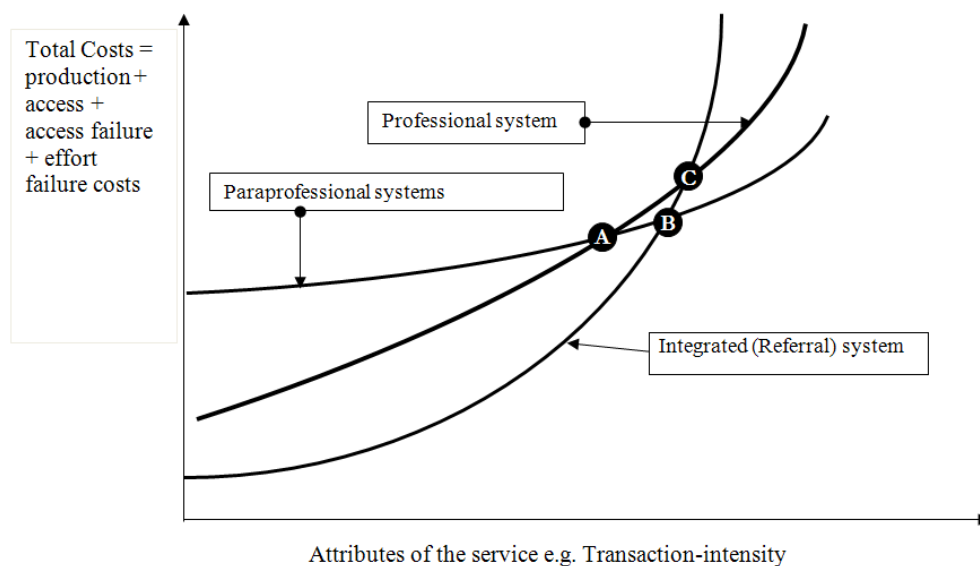 Total Costs =
production +
access +
access failure
+ effort
failure costs
Professional system
Paraprofessional systems
C
A
B
Integrated (Referral) system
Attributes of the service e.g. Transaction-intensity